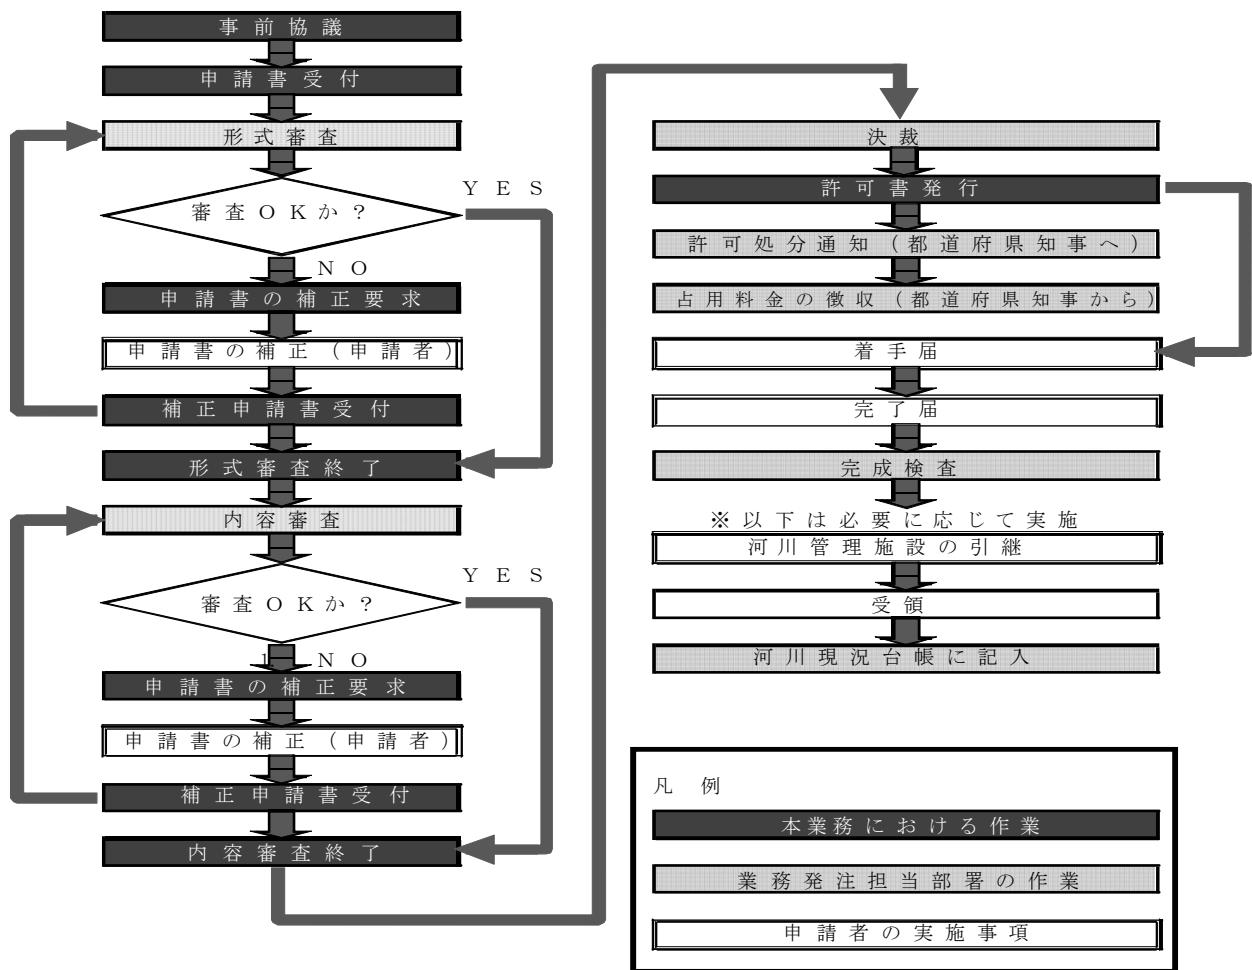 事前協議
申請書受付
形式審査
審査OKか？
YES
NO
申請書の補正要求
申請書の補正（申請者）
補正申請書受付
形式審査終了
内容審査
審査OKか？
YES
1.
NO
申請書の補正要求
申請書の補正（申請者）
補正申請書受付
内容審査終了
決裁
許可書発行
許可処分通知（都道府県知事へ）
占用料金の徴収（都道府県知事から）
着手届
完了届
完成検査
※以下は必要に応じて実施
河川管理施設の引継
受領
河川現況台帳に記入
凡例
本業務における作業
業務発注担当部署の作業
申請者の実施事項